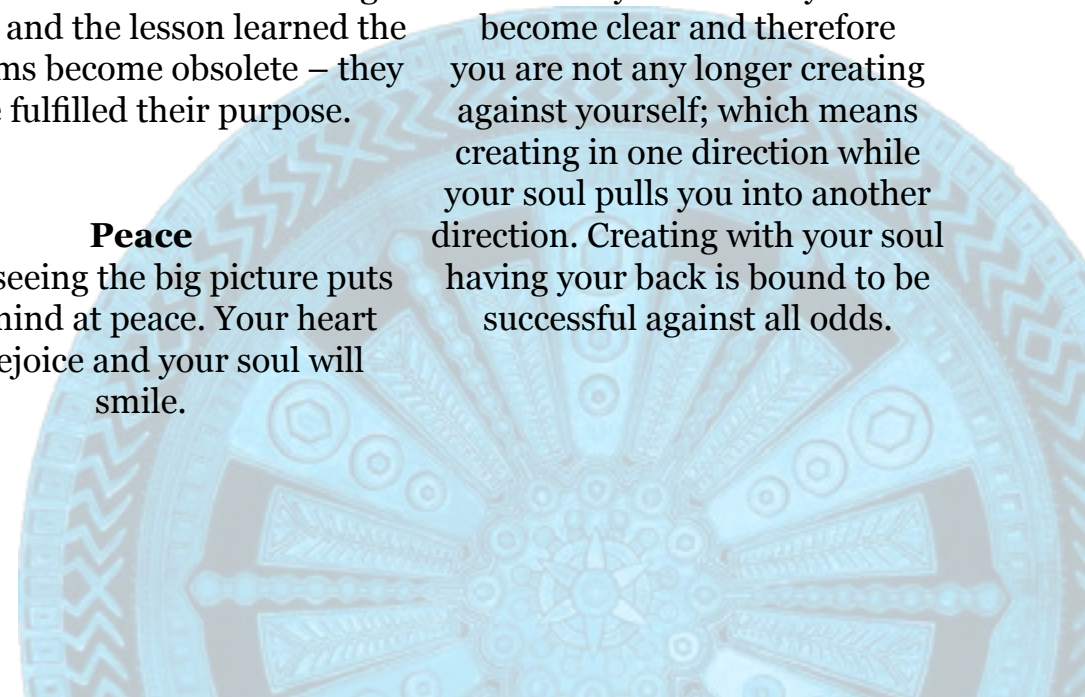 and the lesson learned the
become obsolete – they
fulfilled their purpose.
Peace
seeing the big picture puts
at peace. Your heart
and your soul will
smile.
become clear and therefore
you are not any longer creating
against yourself; which means
creating in one direction while
your soul pulls you into another
direction. Creating with your soul
having your back is bound to be
successful against all odds.